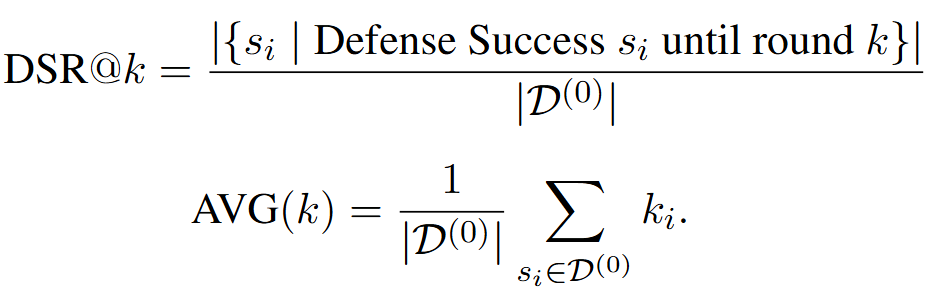 DSR@k = |{s_i | Defense Success s_i until round k}| / |𝒟^(0)|
AVG(k) = 1 / |𝒟^(0)| ∑_{s_i∈𝒟^(0)} k_i.